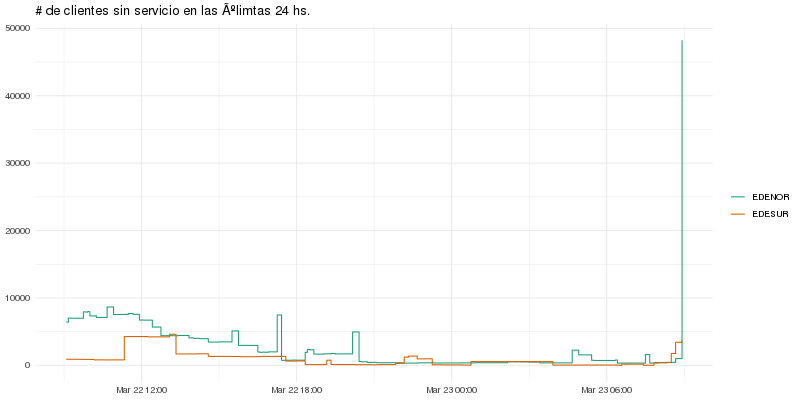 # de clientes sin servicio en las Ãºlimtas 24 hs.
50000
40000
30000
20000
10000
0
Mar 22 12:00
Mar 22 18:00
Mar 23 00:00
Mar 23 06:00
EDENOR
EDESUR